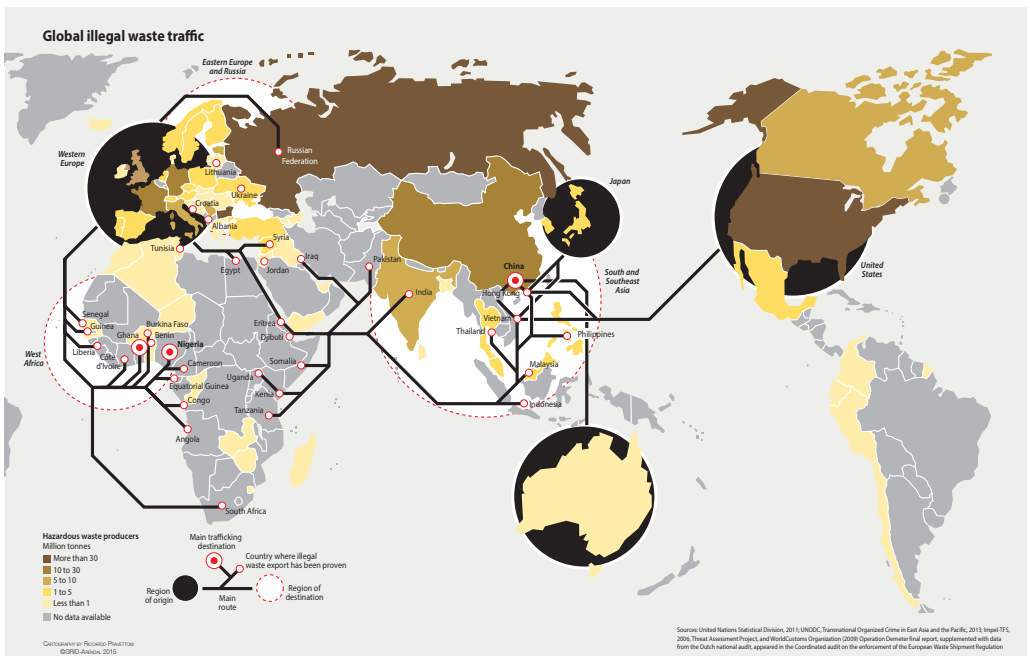 Global illegal waste traffic
Eastern Europe
and Russia
Western
Europe
Russian
Federation
Lithuania
Ukraine
Croatia
Albania
Japan
Tunisia
Syria
Egypt
Jordan
Iraq
Pakistan
China
India
Hong Kong
South and
Southeast
Asia
United
States
Senegal
Guinea
Burkina Faso
Ghana
Benin
Nigeria
Eritrea
Djibuti
Vietnam
Thailand
Philippines
West
Africa
Liberia
Côte
d'Ivoire
Cameroon
Somalia
Malaysia
Equatorial Guinea
Uganda
Congo
Kenia
Tanzania
Indonesia
Angola
South Africa
Hazardous waste producers
Million tonnes
More than 30
10 to 30
5 to 10
1 to 5
Less than 1
No data available
Main trafficking
destination
Country where illegal
waste export has been proven
Region
of origin
Main
route
Region of
destination
Cartography by Riccardo Pravettoni
©GRID-Arendal 2015
Sources: United Nations Statistical Division, 2011; UNODC, Transnational Organized Crime in East Asia and the Pacific, 2013; Impel-TFS,
2006, Threat Assessment Project, and WorldCustoms Organization (2009) Operation Demeter final report, supplemented with data
from the Dutch national audit, appeared in the Coordinated audit on the enforcement of the European Waste Shipment Regulation